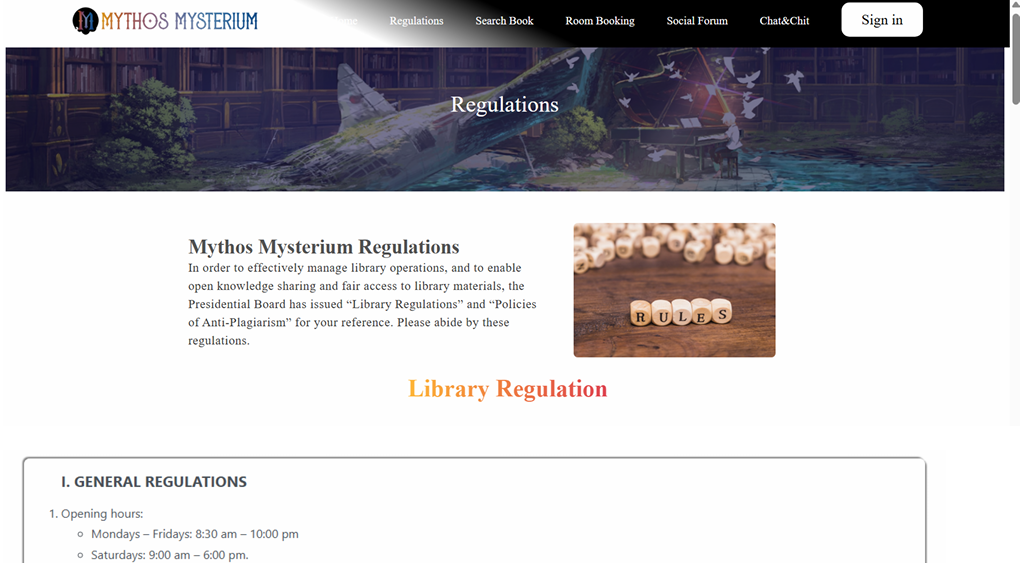 MYTHOS MYSTERIUM
Home Regulations Search Book Room Booking Social Forum Chat&Chit Sign in
Regulations
Mythos Mysterium Regulations
In order to effectively manage library operations, and to enable
open knowledge sharing and fair access to library materials, the
Presidential Board has issued “Library Regulations” and “Policies
of Anti-Plagiarism” for your reference. Please abide by these
regulations.
RULES
Library Regulation
I. GENERAL REGULATIONS
1. Opening hours:
Mondays – Fridays: 8:30 am – 10:00 pm
Saturdays: 9:00 am – 6:00 pm.